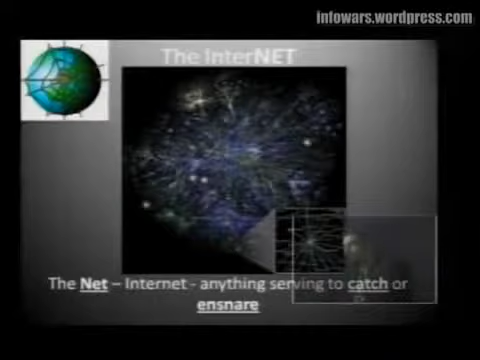 infowars.wordpress.com
The InterNET
The Net – Internet - anything serving to catch or
ensnare